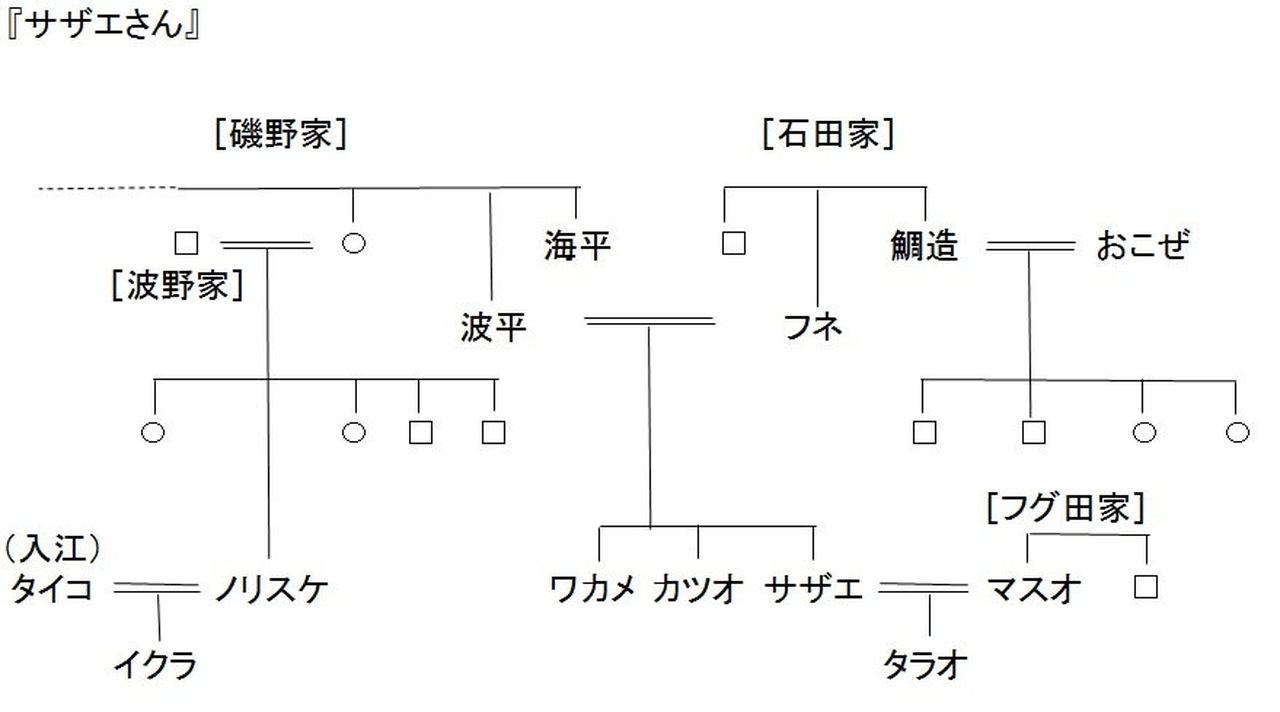 『サザエさん』
[磯野家]
[石田家]
海平
鯛造
おこぜ
[波野家]
波平
フネ
[フグ田家]
(入江)
タイコ
ノリスケ
ワカメ
カツオ
サザエ
マスオ
イクラ
タラオ